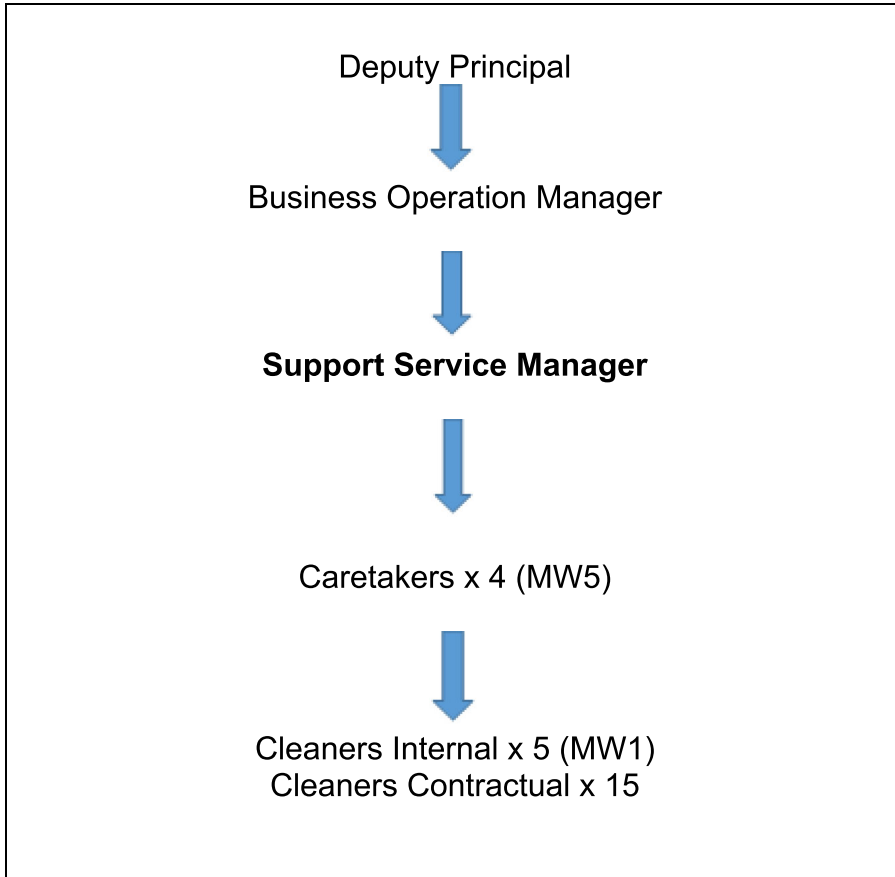 Deputy Principal
Business Operation Manager
Support Service Manager
Caretakers x 4 (MW5)
Cleaners Internal x 5 (MW1)
Cleaners Contractual x 15